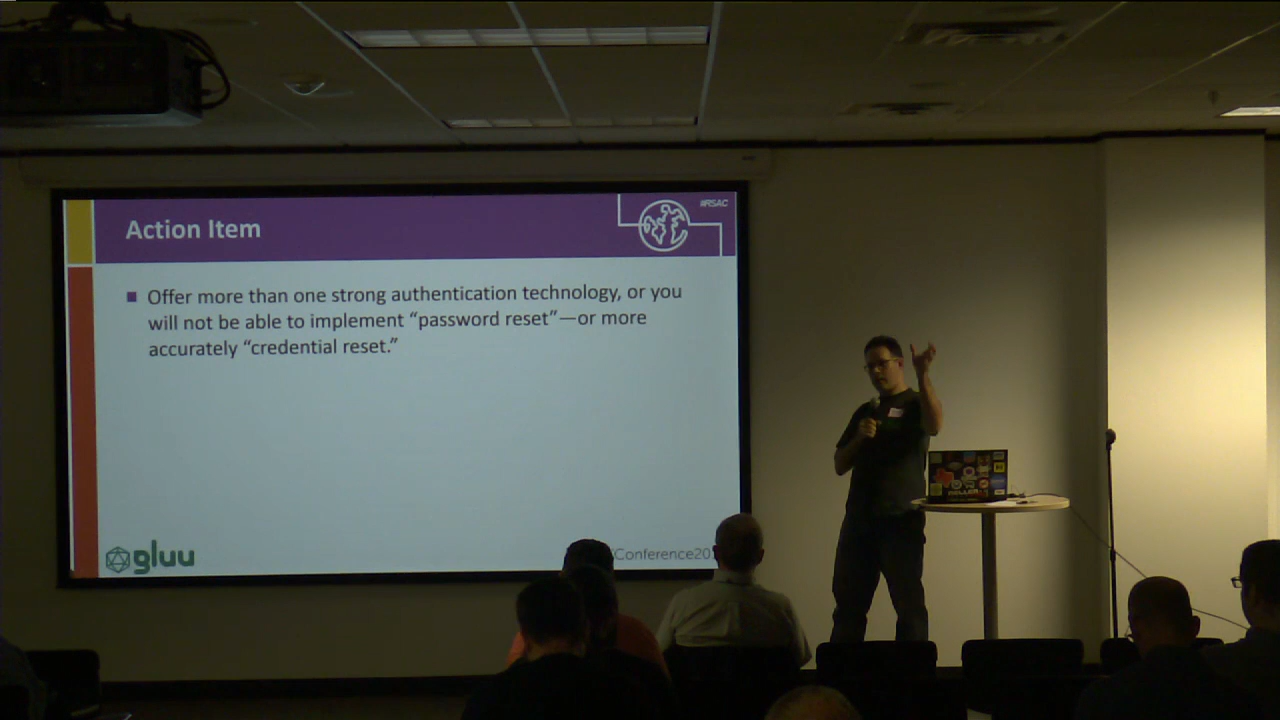 #RSAC
Action Item
Offer more than one strong authentication technology, or you
will not be able to implement “password reset”—or more
accurately “credential reset.”
gluu
Conference20